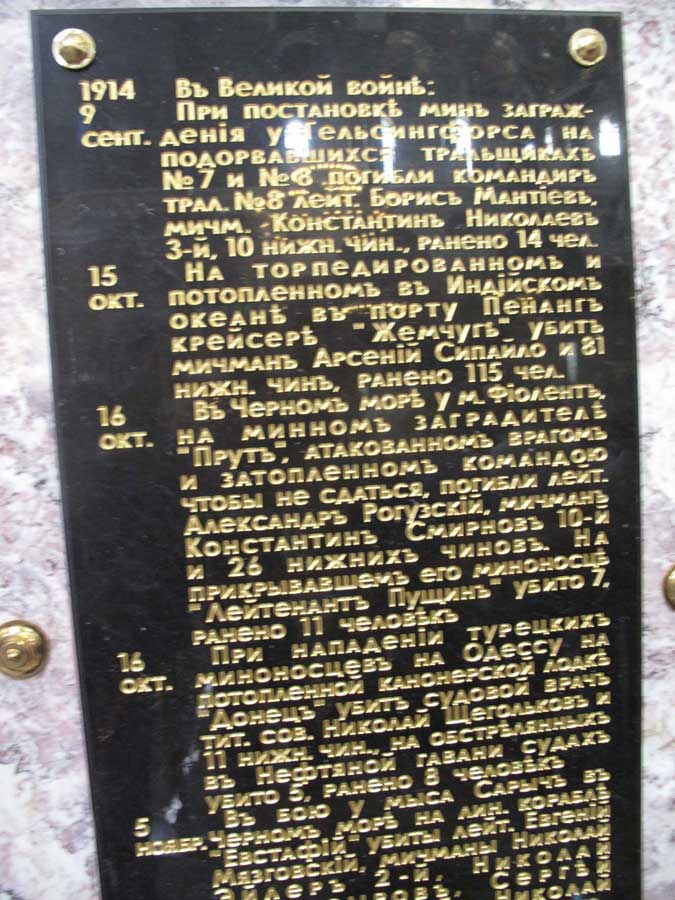 1914 Въ Великой войнѣ:
9 При постановкѣ минъ заграж-
сент. денія у Гельсингфорса на
подорвавшихся тральщикахъ
№7 и №8 погибли командиръ
трал. №8 лейт. Борисъ Мантіевъ,
мичм. Константинъ Николаевъ
3-й, 10 нижн. чин., ранено 14 чел.
15 На торпедированномъ и
окт. потопленномъ въ Индійскомъ
океанѣ въ порту Пенангъ
крейсерѣ "Жемчугъ" убитъ
мичманъ Арсеній Сипайло и 81
нижн. чинъ, ранено 115 чел.
16 Въ Черномъ морѣ у м. Фіолентъ,
окт. на минномъ заградителѣ
"Прутъ", атакованномъ врагомъ
и затопленномъ командою
чтобы не сдаться, погибли лейт.
Александръ Рогузскій, мичманъ
Константинъ Смирновъ 10-й
и 26 нижнихъ чиновъ. На
прикрывавшемъ его миноносцѣ
"Лейтенантъ Пущинъ" убито 7,
ранено 11 человѣкъ
16 При нападеніи турецкихъ
окт. миноносцевъ на Одессу на
потопленной канонерской лодкѣ
"Донецъ" убитъ судовой врачъ
тит. сов. Николай Щегольковъ и
11 нижн. чин., на обстрѣлянныхъ
въ Нефтяной гавани судахъ
убито 5, ранено 8 человѣкъ
5 Въ бою у мыса Сарычъ въ
ноябр. Черномъ морѣ на лин. кораблѣ
"Евстафій" убиты лейт. Евгеній
Мязговскій, мичманы Николай
Эйлеръ 2-й, Николай
Сергѣй
Николай